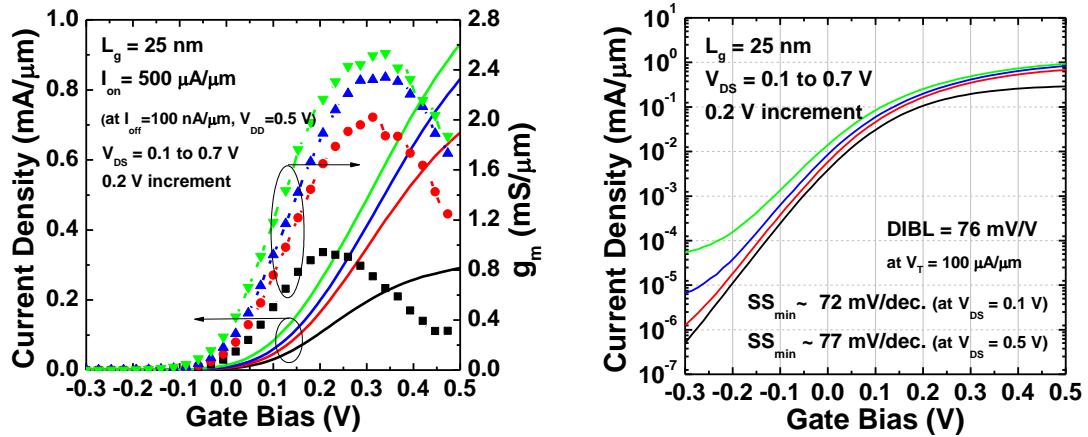 L_g = 25 nm
I_on = 500 μA/μm
(at I_off=100 nA/μm, V_DD=0.5 V)
V_DS = 0.1 to 0.7 V
0.2 V increment
Current Density (mA/μm)
1.0
0.8
0.6
0.4
0.2
0.0
2.8
2.4
2.0
1.6
1.2
0.8
0.4
0.0
g_m (mS/μm)
-0.3 -0.2 -0.1 0.0 0.1 0.2 0.3 0.4 0.5
Gate Bias (V)
L_g = 25 nm
V_DS = 0.1 to 0.7 V
0.2 V increment
DIBL = 76 mV/V
at V_T = 100 μA/μm
SS_min ~ 72 mV/dec. (at V_DS = 0.1 V)
SS_min ~ 77 mV/dec. (at V_DS = 0.5 V)
Current Density (mA/μm)
10^1
10^0
10^-1
10^-2
10^-3
10^-4
10^-5
10^-6
10^-7
-0.3 -0.2 -0.1 0.0 0.1 0.2 0.3 0.4 0.5
Gate Bias (V)